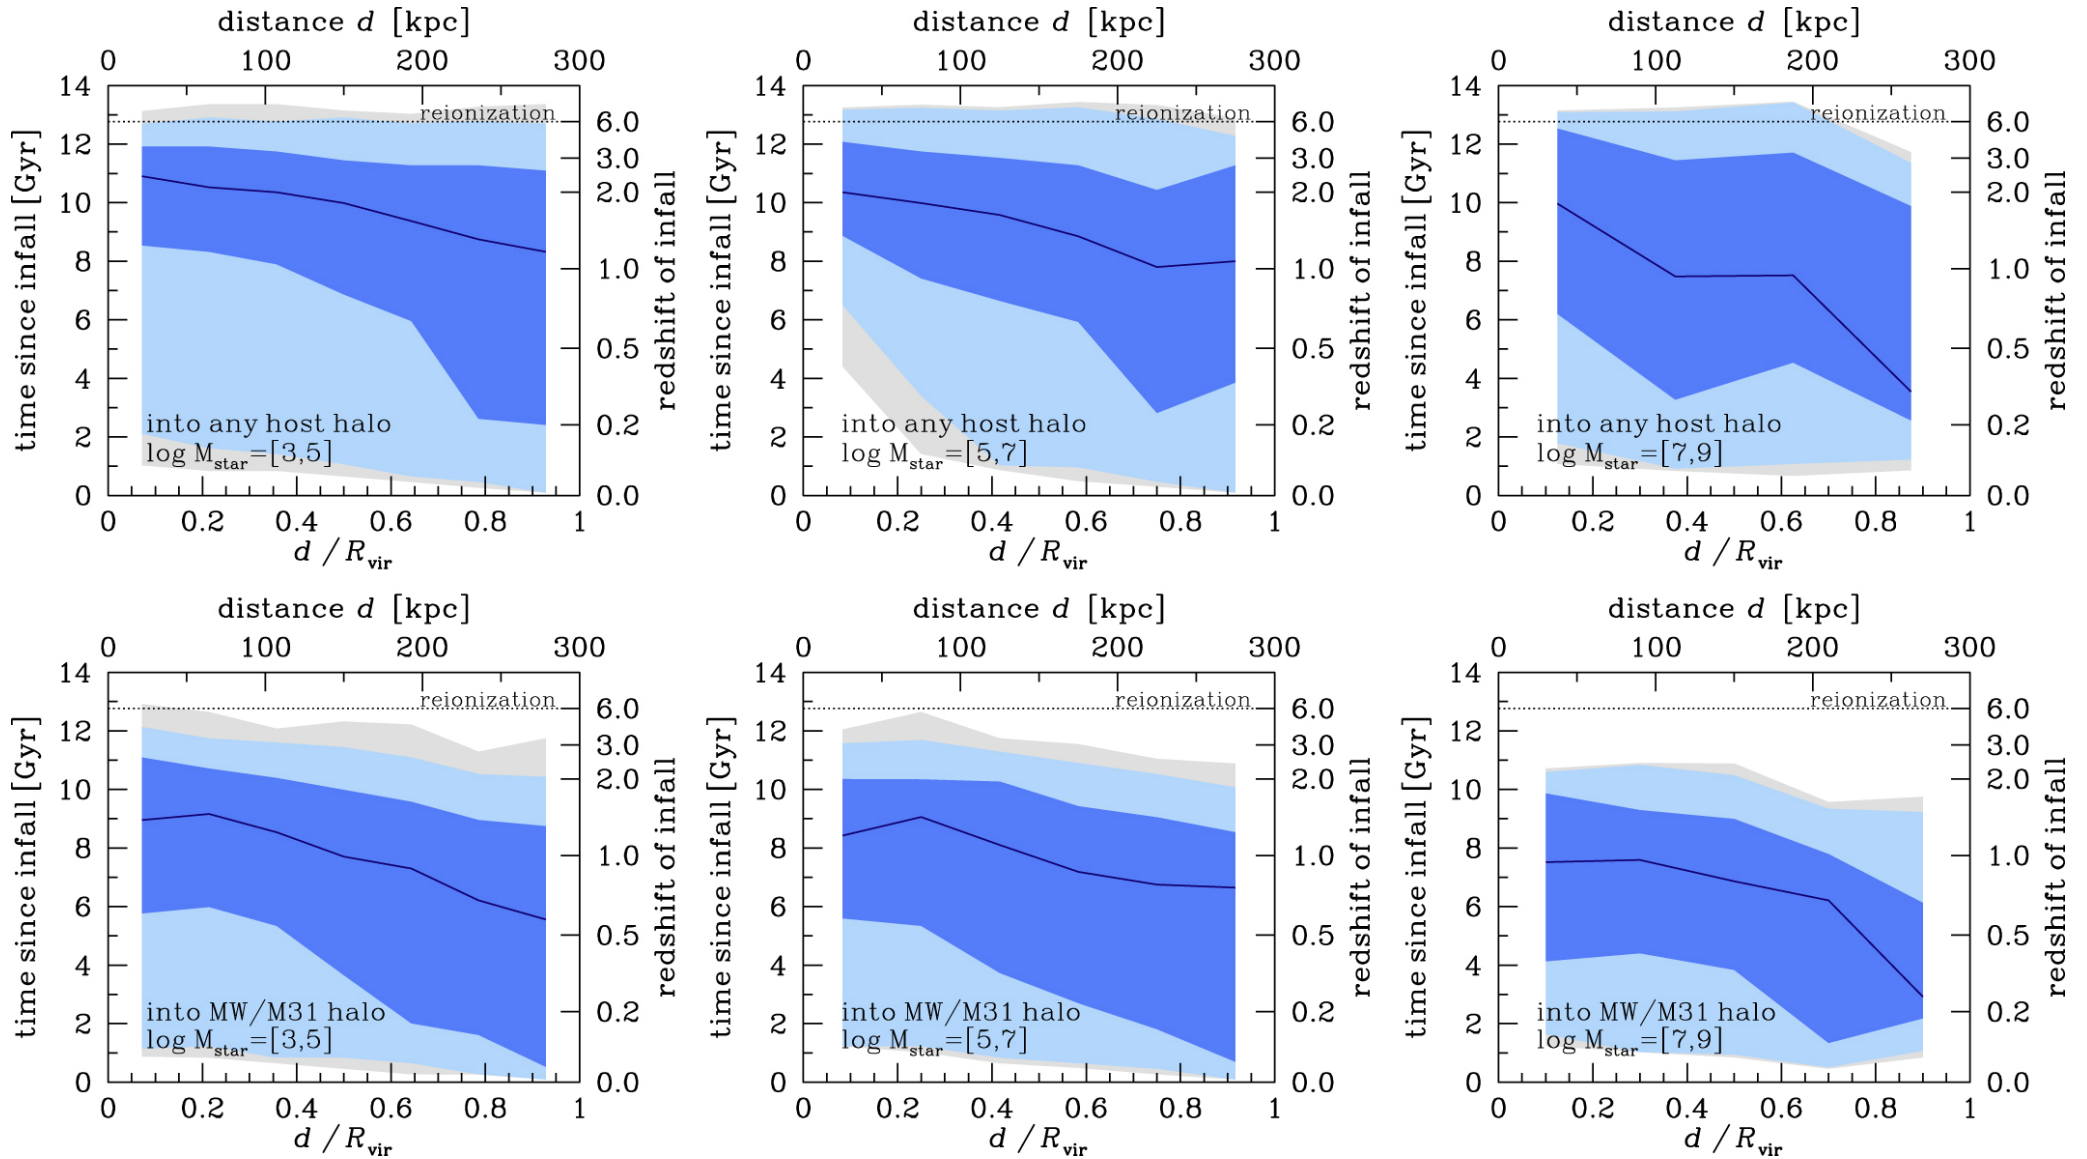 distance d [kpc]
0 100 200 300
14
12
10
8
6
4
2
0
time since infall [Gyr]
reionization
6.0
3.0
2.0
1.0
0.5
0.2
0.0
redshift of infall
into any host halo
log Mstar=[3,5]
0 0.2 0.4 0.6 0.8 1
d / Rvir
distance d [kpc]
0 100 200 300
14
12
10
8
6
4
2
0
time since infall [Gyr]
reionization
6.0
3.0
2.0
1.0
0.5
0.2
0.0
redshift of infall
into any host halo
log Mstar=[5,7]
0 0.2 0.4 0.6 0.8 1
d / Rvir
distance d [kpc]
0 100 200 300
14
12
10
8
6
4
2
0
time since infall [Gyr]
reionization
6.0
3.0
2.0
1.0
0.5
0.2
0.0
redshift of infall
into any host halo
log Mstar=[7,9]
0 0.2 0.4 0.6 0.8 1
d / Rvir
distance d [kpc]
0 100 200 300
14
12
10
8
6
4
2
0
time since infall [Gyr]
reionization
6.0
3.0
2.0
1.0
0.5
0.2
0.0
redshift of infall
into MW/M31 halo
log Mstar=[3,5]
0 0.2 0.4 0.6 0.8 1
d / Rvir
distance d [kpc]
0 100 200 300
14
12
10
8
6
4
2
0
time since infall [Gyr]
reionization
6.0
3.0
2.0
1.0
0.5
0.2
0.0
redshift of infall
into MW/M31 halo
log Mstar=[5,7]
0 0.2 0.4 0.6 0.8 1
d / Rvir
distance d [kpc]
0 100 200 300
14
12
10
8
6
4
2
0
time since infall [Gyr]
reionization
6.0
3.0
2.0
1.0
0.5
0.2
0.0
redshift of infall
into MW/M31 halo
log Mstar=[7,9]
0 0.2 0.4 0.6 0.8 1
d / Rvir